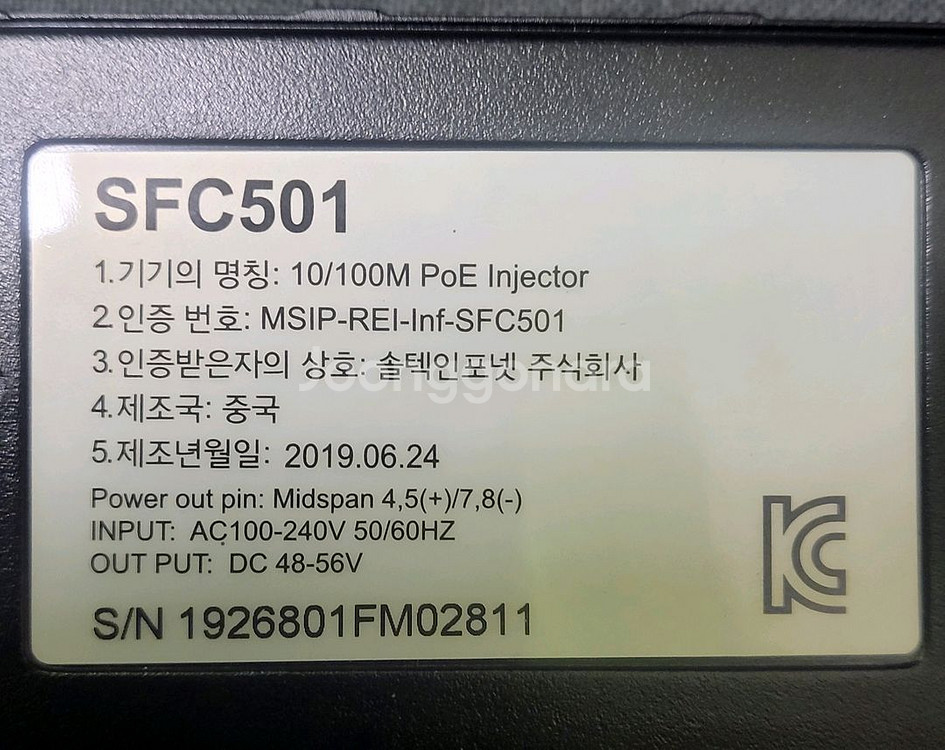 SFC501
1.기기의 명칭: 10/100M PoE Injector
2.인증 번호: MSIP-REI-Inf-SFC501
3.인증받은자의 상호: 솔텍인포넷 주식회사
Joonggonara
4.제조국: 중국
5.제조년월일: 2019.06.24
Power out pin: Midspan 4,5(+)/7,8(-)
INPUT: AC100-240V 50/60HZ
OUT PUT: DC 48-56V
S/N 1926801FM02811
KC